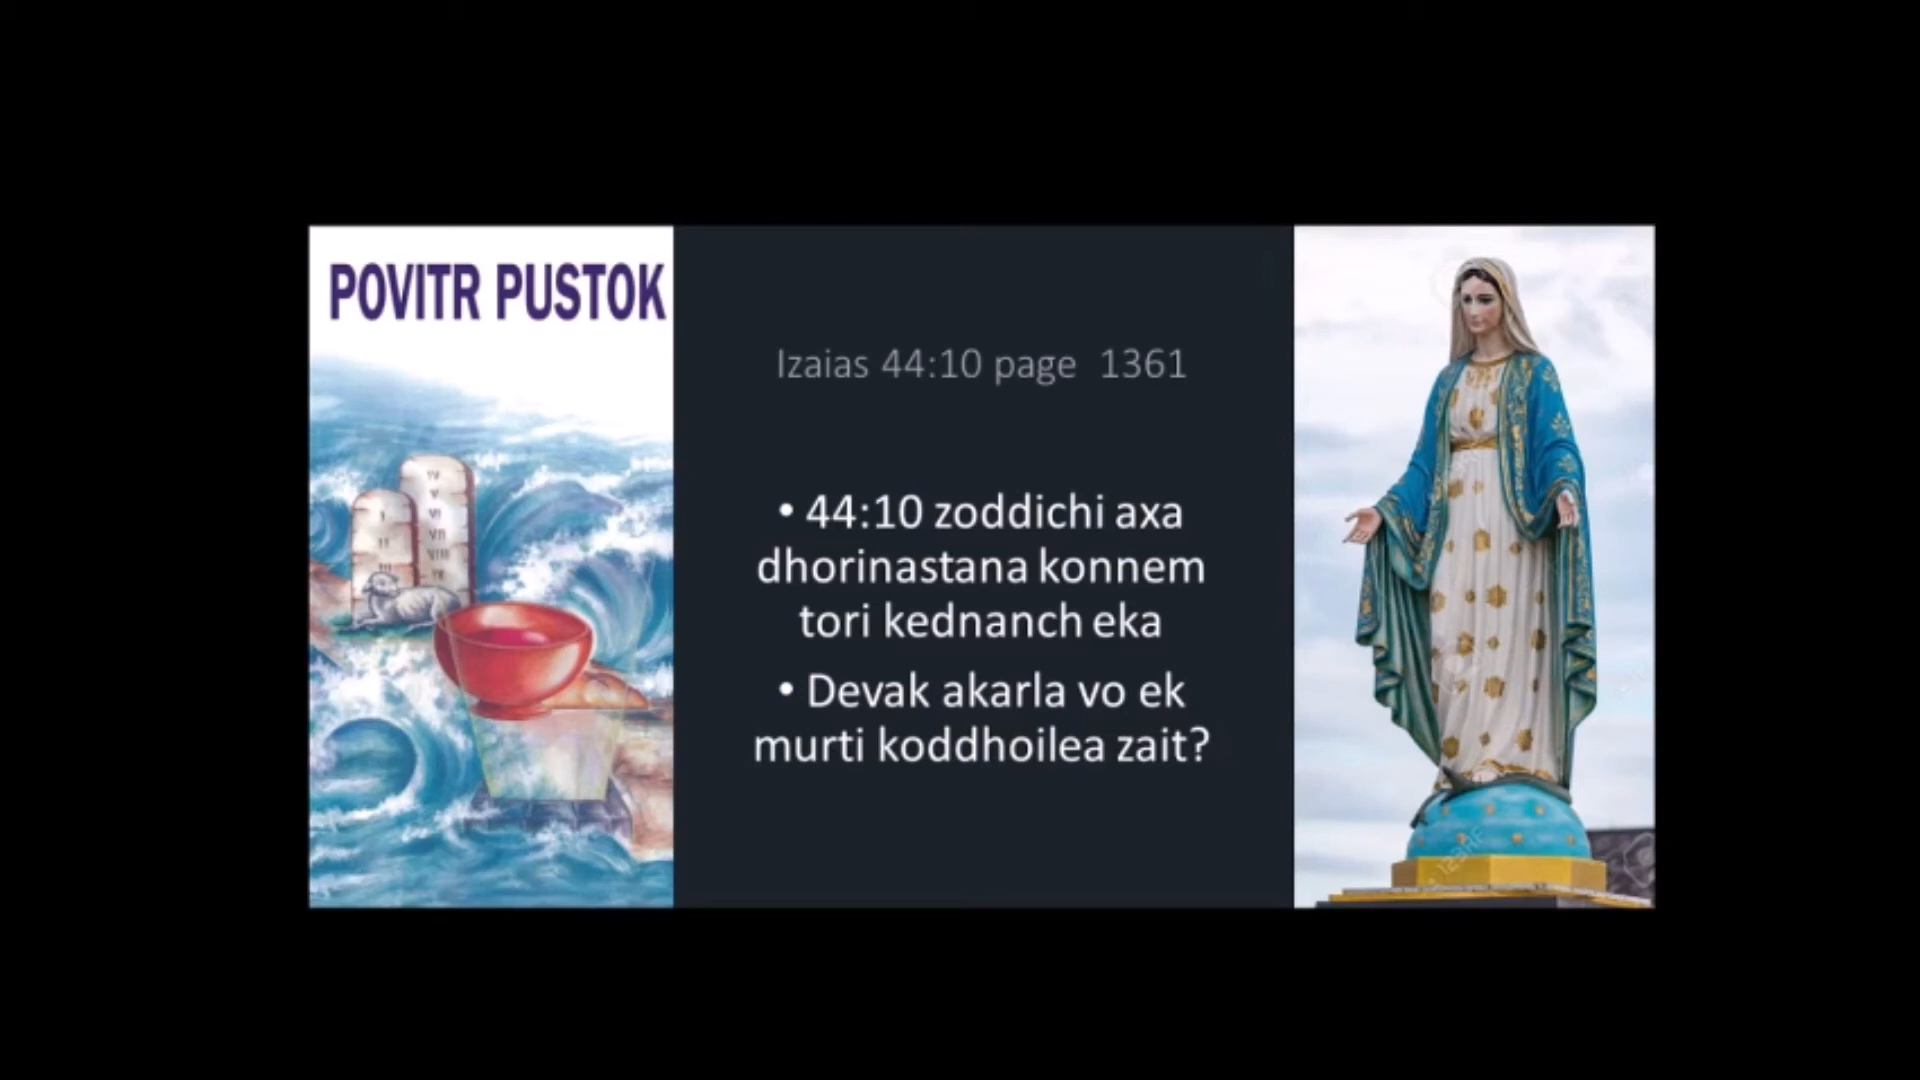 POVITR PUSTOK
Izaias 44:10 page 1361
• 44:10 zoddichi axa
dhorinastana konnem
tori kednanch eka
• Devak akarla vo ek
murti koddhoilea zait?
123RF